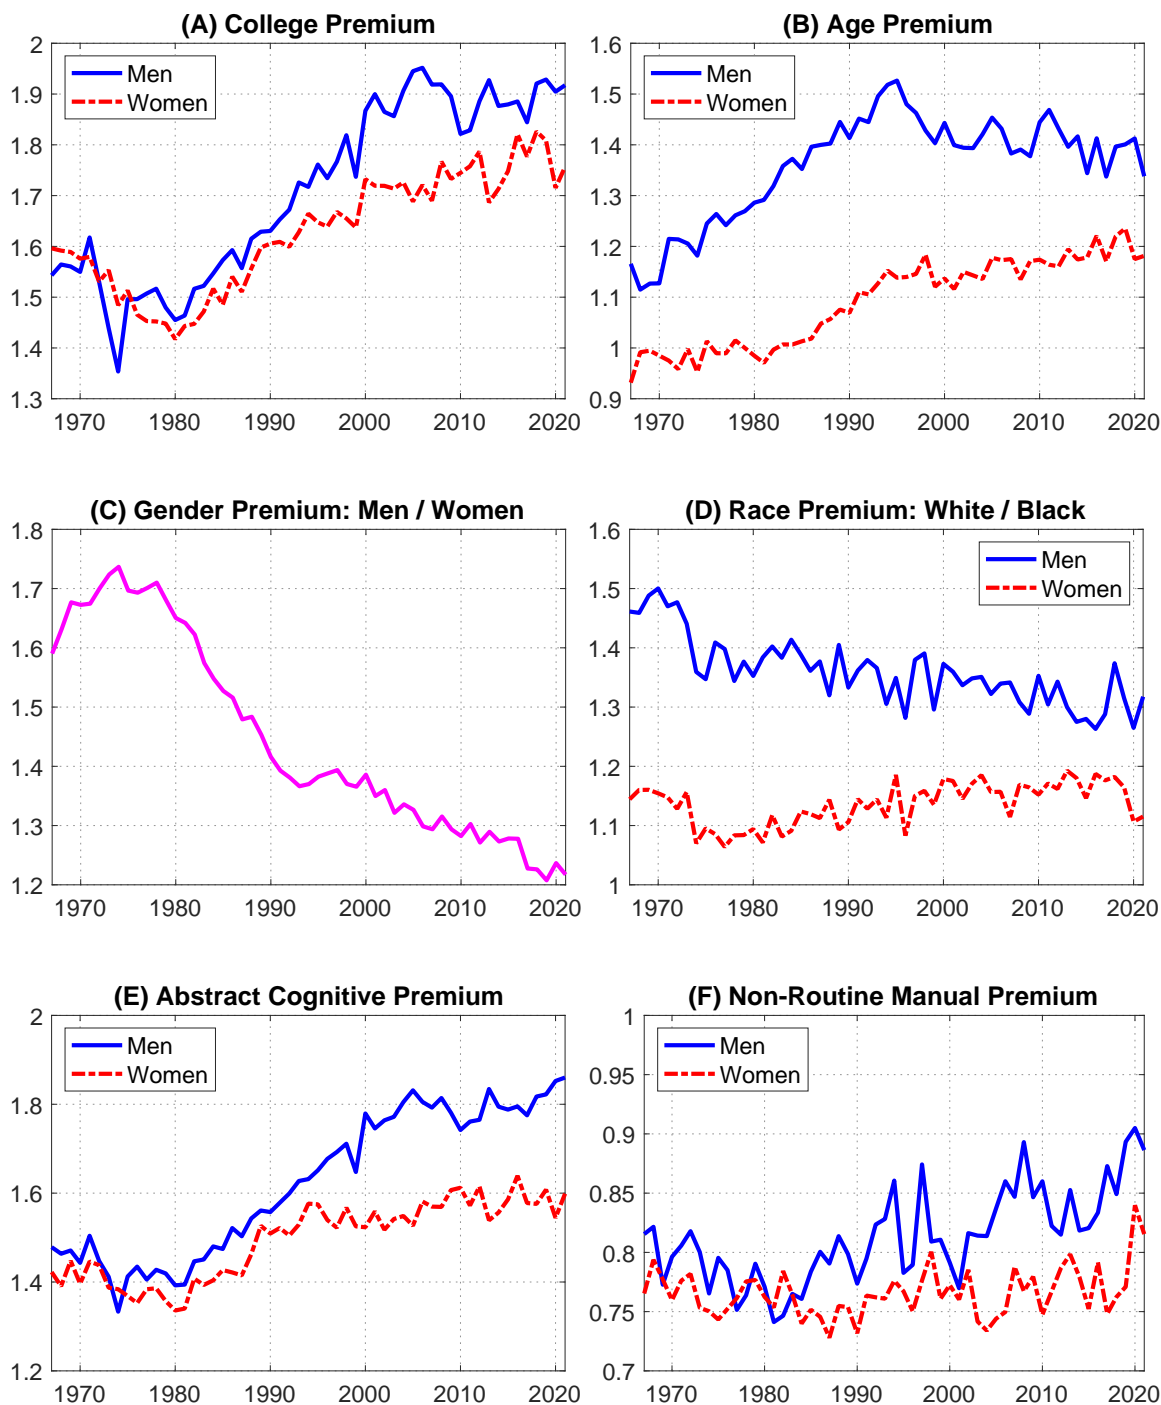 (A) College Premium
2
1.9
1.8
1.7
1.6
1.5
1.4
1.3
Men
Women
1970 1980 1990 2000 2010 2020
(B) Age Premium
1.6
1.5
1.4
1.3
1.2
1.1
1
0.9
Men
Women
1970 1980 1990 2000 2010 2020
(C) Gender Premium: Men / Women
1.8
1.7
1.6
1.5
1.4
1.3
1.2
1970 1980 1990 2000 2010 2020
(D) Race Premium: White / Black
1.6
1.5
1.4
1.3
1.2
1.1
1
Men
Women
1970 1980 1990 2000 2010 2020
(E) Abstract Cognitive Premium
2
1.8
1.6
1.4
1.2
Men
Women
1970 1980 1990 2000 2010 2020
(F) Non-Routine Manual Premium
1
0.95
0.9
0.85
0.8
0.75
0.7
Men
Women
1970 1980 1990 2000 2010 2020